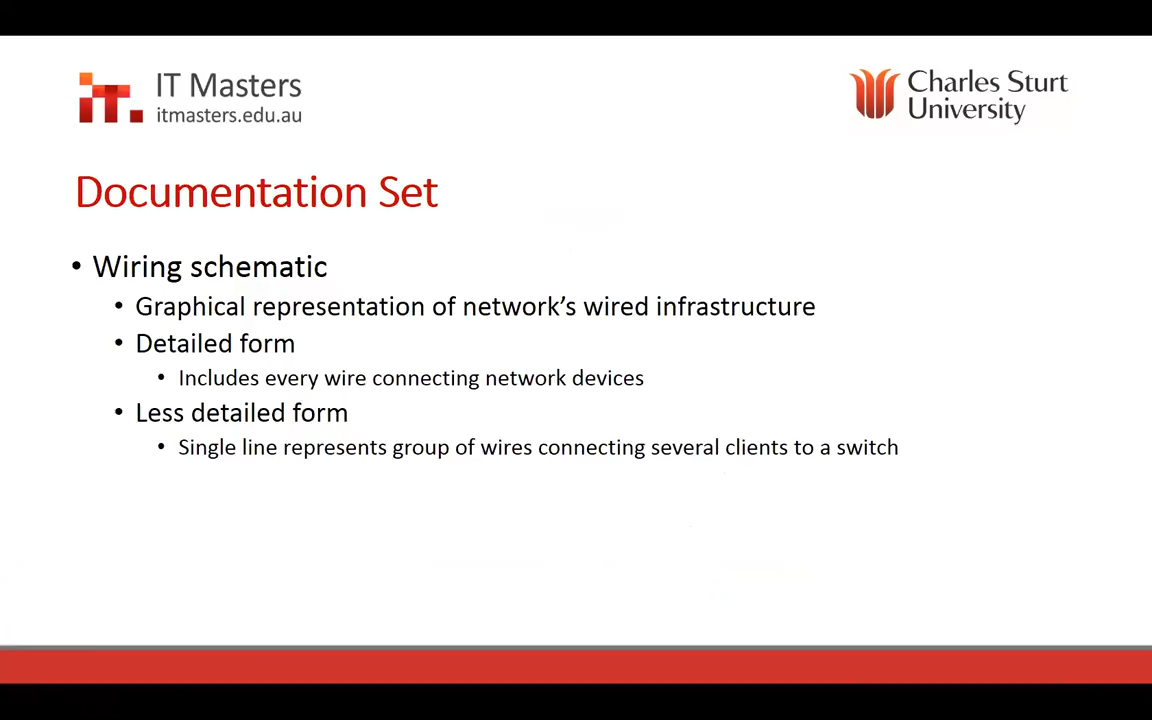 IT Masters
itmasters.edu.au
Charles Sturt
University
Documentation Set
• Wiring schematic
• Graphical representation of network's wired infrastructure
• Detailed form
• Includes every wire connecting network devices
• Less detailed form
• Single line represents group of wires connecting several clients to a switch